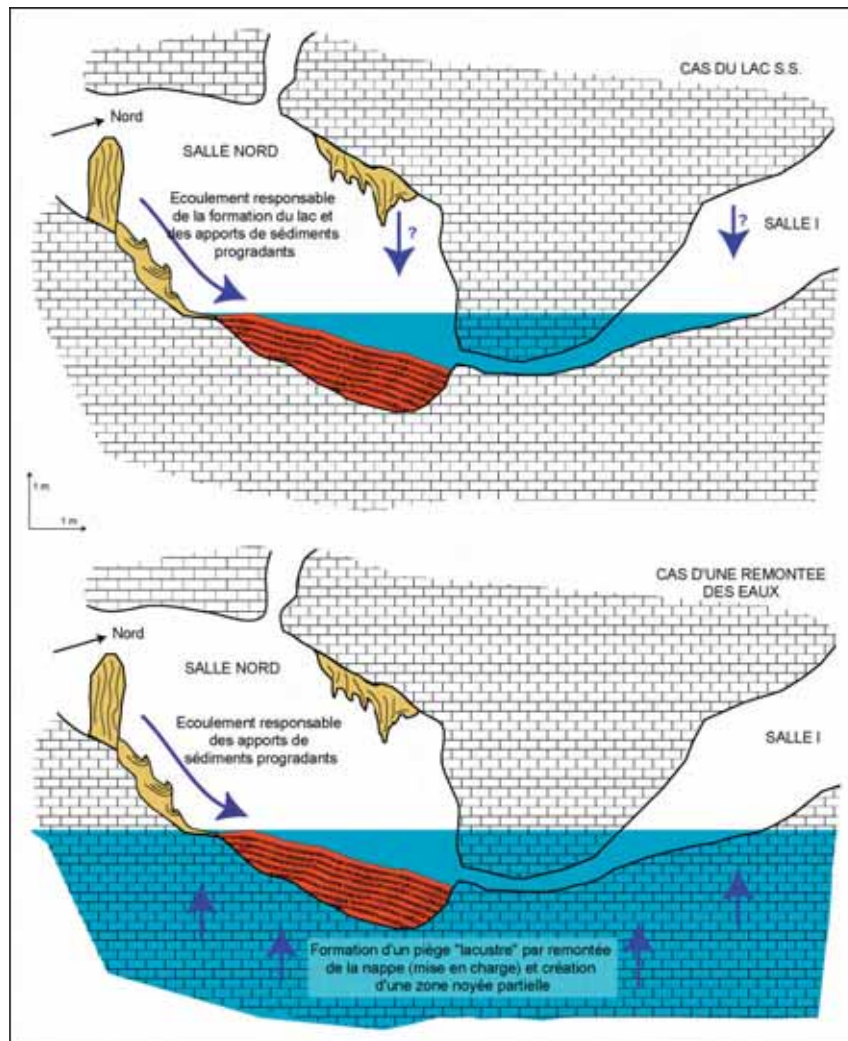 CAS DU LAC S.S.
Nord
SALLE NORD
Ecoulement responsable
de la formation du lac et
des apports de sédiments
progradants
?
?
SALLE I
1 m
1 m
CAS D'UNE REMONTEE
DES EAUX
Nord
SALLE NORD
Ecoulement responsable
des apports de
sédiments progradants
SALLE I
Formation d'un piège "lacustre" par remontée
de la nappe (mise en charge) et création
d'une zone noyée partielle